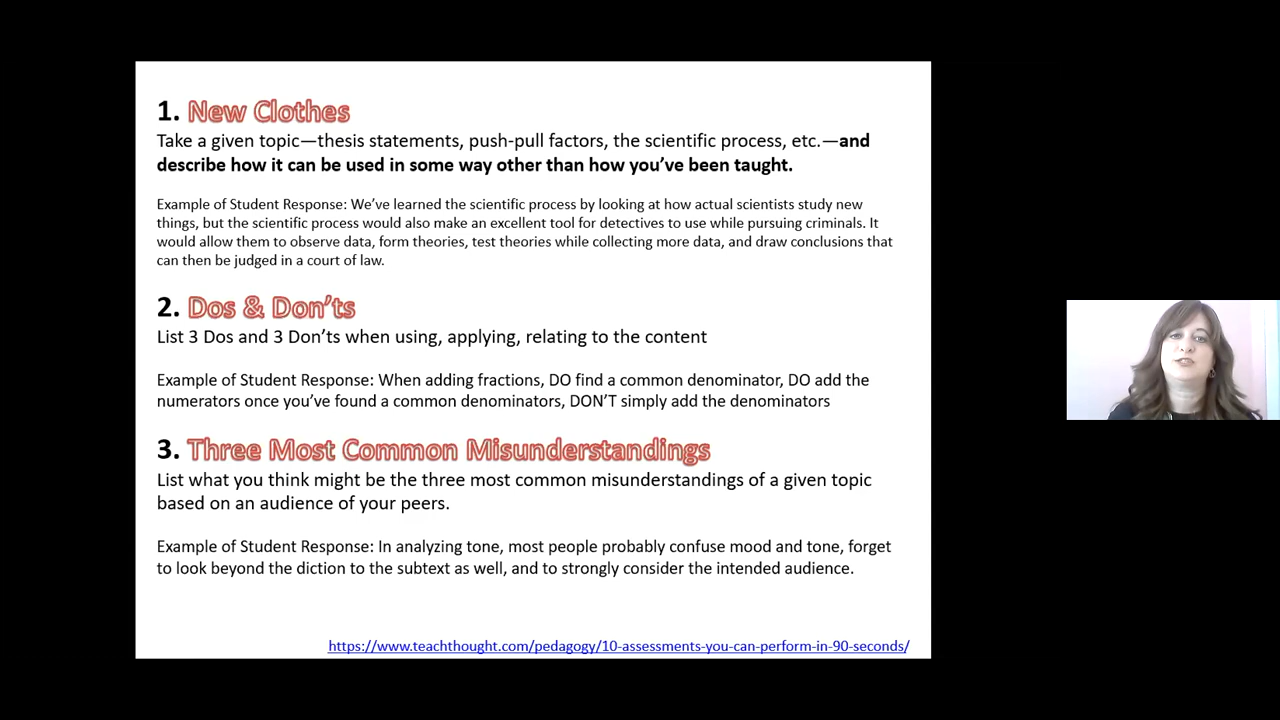 1. New Clothes
Take a given topic—thesis statements, push-pull factors, the scientific process, etc.—and
describe how it can be used in some way other than how you’ve been taught.
Example of Student Response: We’ve learned the scientific process by looking at how actual scientists study new
things, but the scientific process would also make an excellent tool for detectives to use while pursuing criminals. It
would allow them to observe data, form theories, test theories while collecting more data, and draw conclusions that
can then be judged in a court of law.
2. Dos & Don’ts
List 3 Dos and 3 Don’ts when using, applying, relating to the content
Example of Student Response: When adding fractions, DO find a common denominator, DO add the
numerators once you’ve found a common denominators, DON’T simply add the denominators
3. Three Most Common Misunderstandings
List what you think might be the three most common misunderstandings of a given topic
based on an audience of your peers.
Example of Student Response: In analyzing tone, most people probably confuse mood and tone, forget
to look beyond the diction to the subtext as well, and to strongly consider the intended audience.
https://www.teachthought.com/pedagogy/10-assessments-you-can-perform-in-90-seconds/